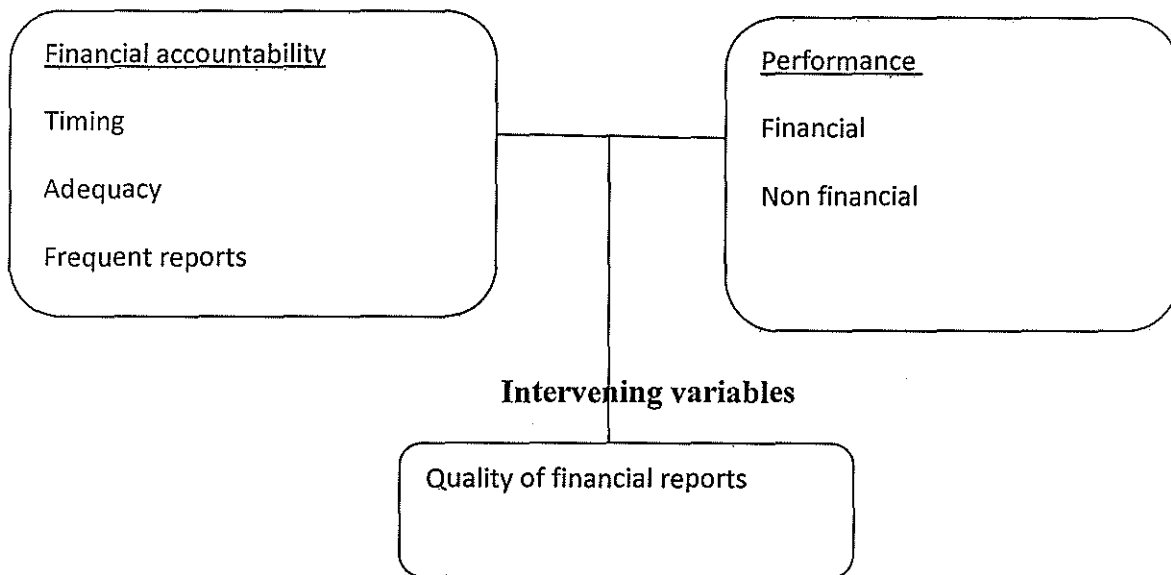 Financial accountability
Timing
Adequacy
Frequent reports
Performance
Financial
Non financial
Intervening variables
Quality of financial reports